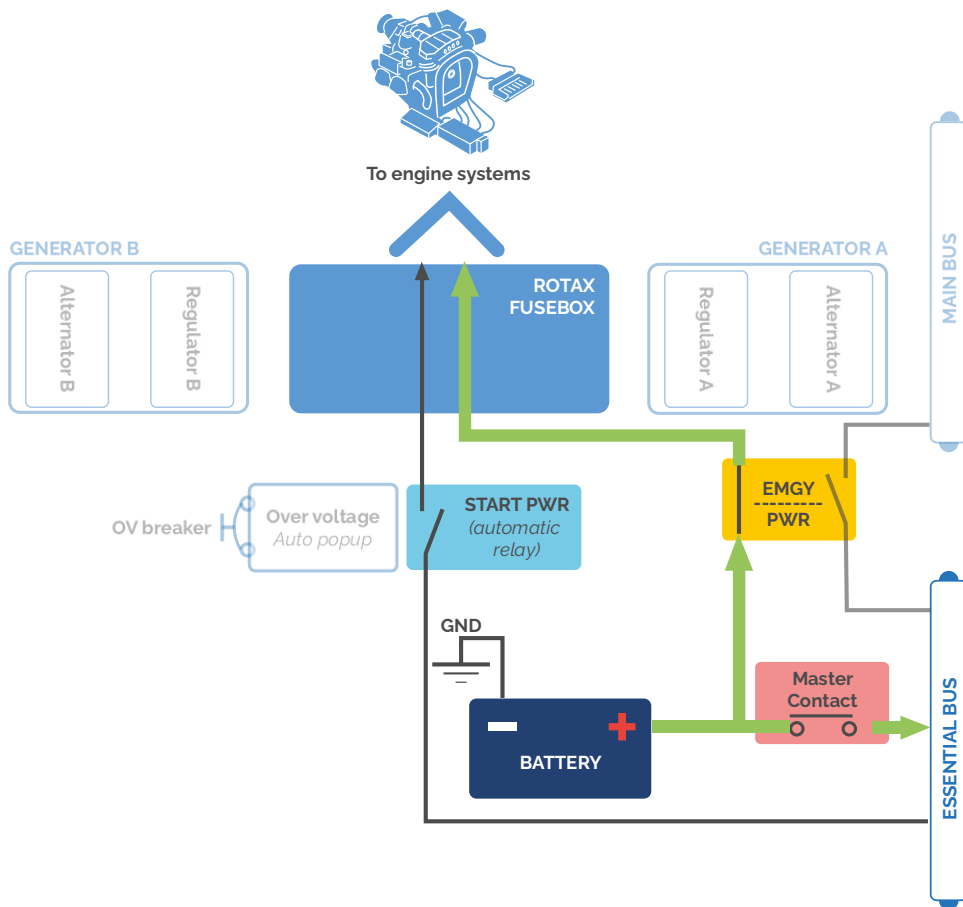 To engine systems
GENERATOR B
Alternator B
Regulator B
ROTAX
FUSEBOX
GENERATOR A
Regulator A
Alternator A
MAIN BUS
OV breaker
Over voltage
Auto popup
START PWR
(automatic
relay)
EMGY
PWR
GND
BATTERY
Master
Contact
ESSENTIAL BUS